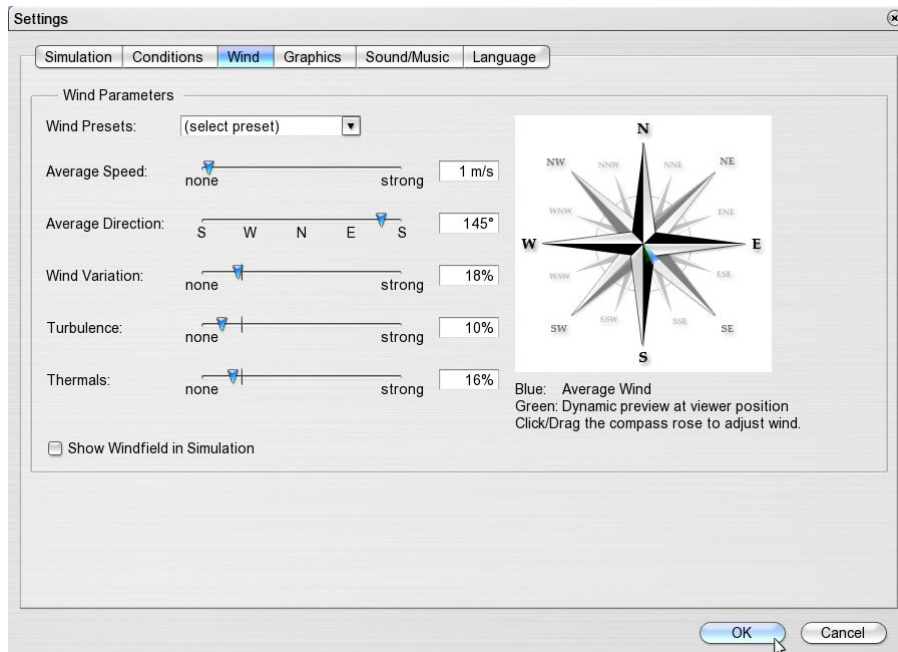 Settings
Simulation Conditions Wind Graphics Sound/Music Language
Wind Parameters
Wind Presets: (select preset)
Average Speed: none strong 1 m/s
Average Direction: S W N E S 145°
Wind Variation: none strong 18%
Turbulence: none strong 10%
Thermals: none strong 16%
Show Windfield in Simulation
N
NW NNW NNE NE
WNW ENE
W E
WSW ESE
SW SSW SSE SE
S
Blue: Average Wind
Green: Dynamic preview at viewer position
Click/Drag the compass rose to adjust wind.
OK Cancel